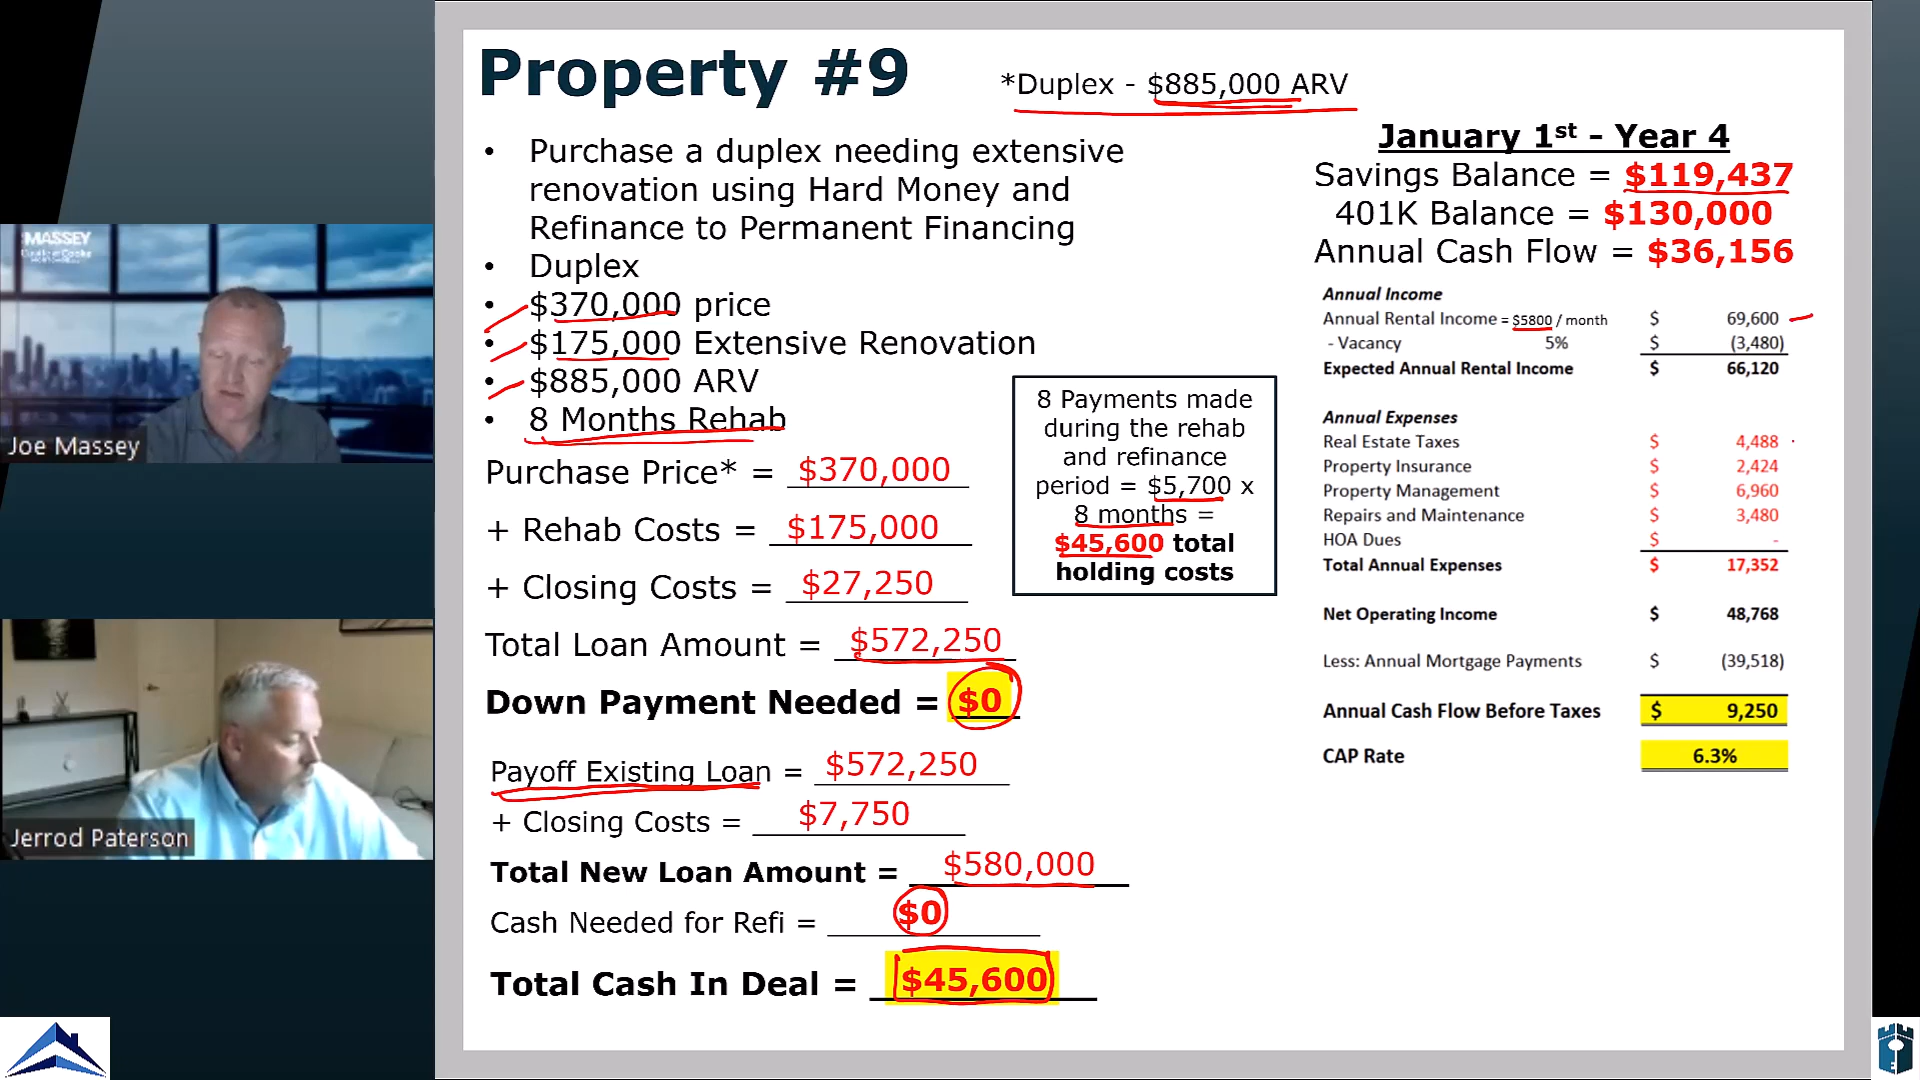 Property #9
*Duplex - $885,000 ARV
• Purchase a duplex needing extensive
renovation using Hard Money and
Refinance to Permanent Financing
• Duplex
• $370,000 price
• $175,000 Extensive Renovation
• $885,000 ARV
• 8 Months Rehab
Purchase Price* = $370,000
+ Rehab Costs = $175,000
+ Closing Costs = $27,250
Total Loan Amount = $572,250
Down Payment Needed = $0
Payoff Existing Loan = $572,250
+ Closing Costs = $7,750
Total New Loan Amount = $580,000
Cash Needed for Refi = $0
Total Cash In Deal = $45,600
8 Payments made
during the rehab
and refinance
period = $5,700 x
8 months =
$45,600 total
holding costs
January 1st - Year 4
Savings Balance = $119,437
401K Balance = $130,000
Annual Cash Flow = $36,156
Annual Income
Annual Rental Income = $5800 / month $ 69,600
- Vacancy 5% $ (3,480)
Expected Annual Rental Income $ 66,120
Annual Expenses
Real Estate Taxes $ 4,488
Property Insurance $ 2,424
Property Management $ 6,960
Repairs and Maintenance $ 3,480
HOA Dues $ -
Total Annual Expenses $ 17,352
Net Operating Income $ 48,768
Less: Annual Mortgage Payments $ (39,518)
Annual Cash Flow Before Taxes $ 9,250
CAP Rate 6.3%
MASSEY
Joe Massey
Jerrod Paterson